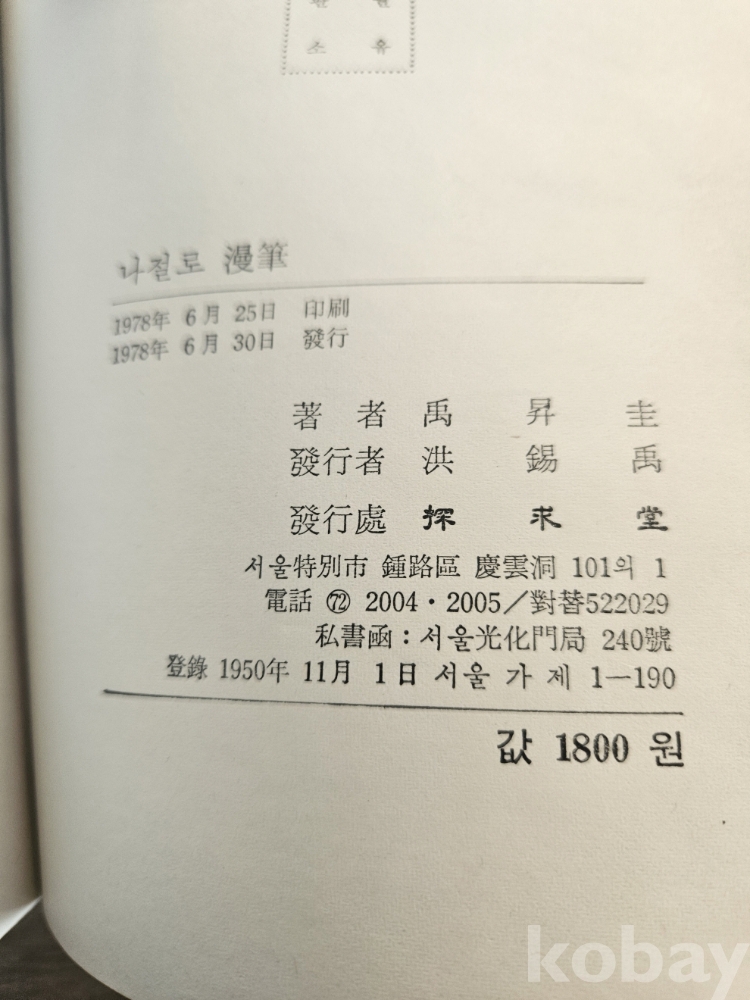 소 유
나절로 漫筆
1978年 6月 25日 印刷
1978年 6月 30日 發行
著者 禹昇圭
發行者 洪錫禹
發行處 探求堂
서울特別市 鍾路區 慶雲洞 101의 1
電話 ㉒ 2004·2005/對替522029
私書函:서울光化門局 240號
登錄 1950年 11月 1日 서울 가 제 1—190
값 1800 원
kobay